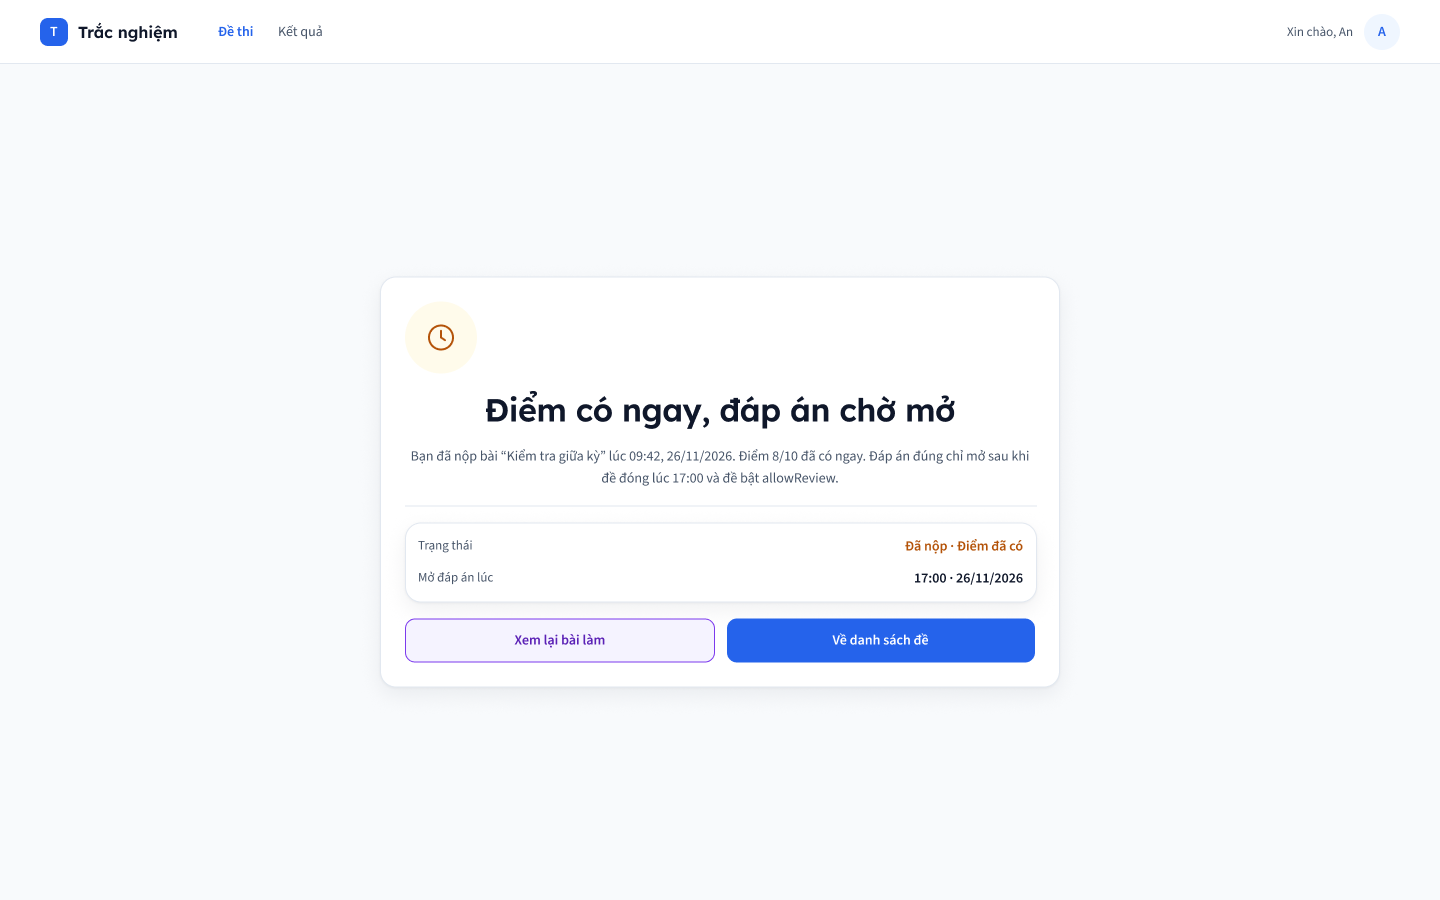 T Trắc nghiệm Đề thi Kết quả Xin chào, An A
Điểm có ngay, đáp án chờ mở
Bạn đã nộp bài “Kiểm tra giữa kỳ” lúc 09:42, 26/11/2026. Điểm 8/10 đã có ngay. Đáp án đúng chỉ mở sau khi
đề đóng lúc 17:00 và đề bật allowReview.
Trạng thái Đã nộp · Điểm đã có
Mở đáp án lúc 17:00 · 26/11/2026
Xem lại bài làm Về danh sách đề